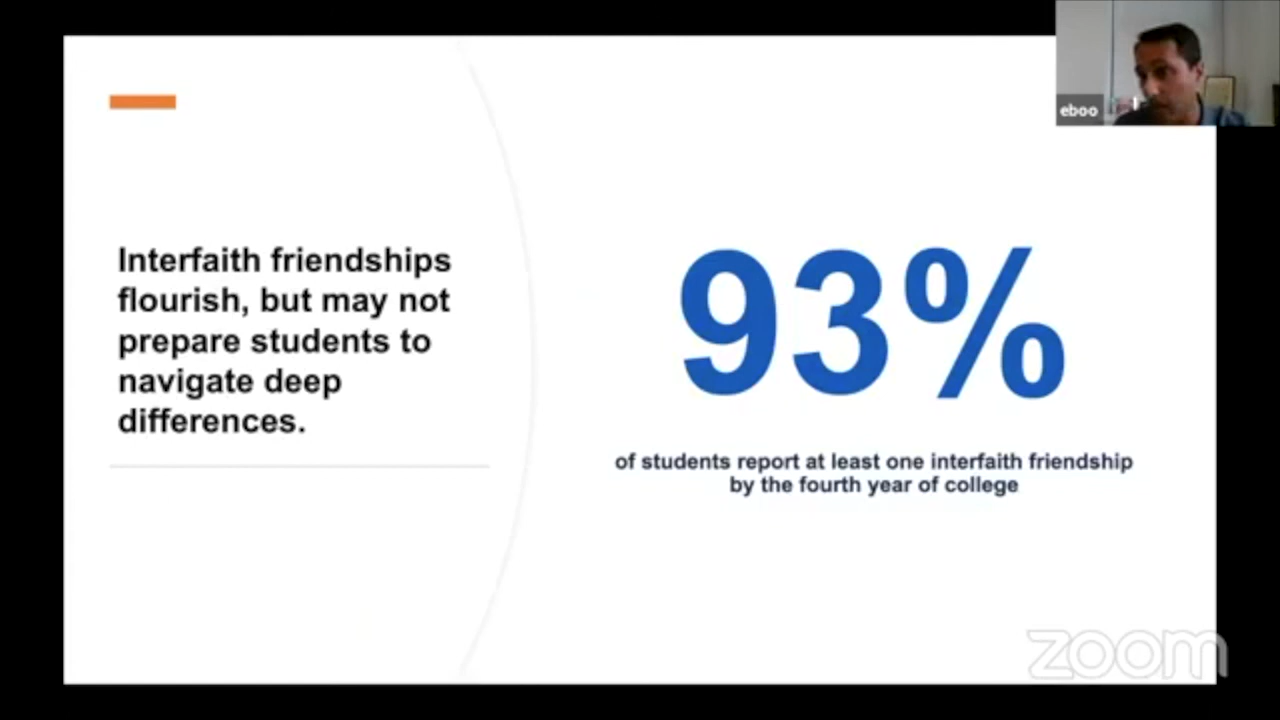 eboo
Interfaith friendships
flourish, but may not
prepare students to
navigate deep
differences.
93%
of students report at least one interfaith friendship
by the fourth year of college
zoom